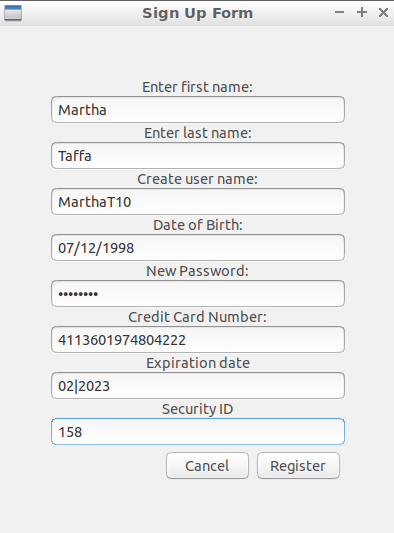 Sign Up Form
Enter first name:
Martha
Enter last name:
Taffa
Create user name:
MarthaT10
Date of Birth:
07/12/1998
New Password:
••••••••
Credit Card Number:
4113601974804222
Expiration date
02|2023
Security ID
158
Cancel Register